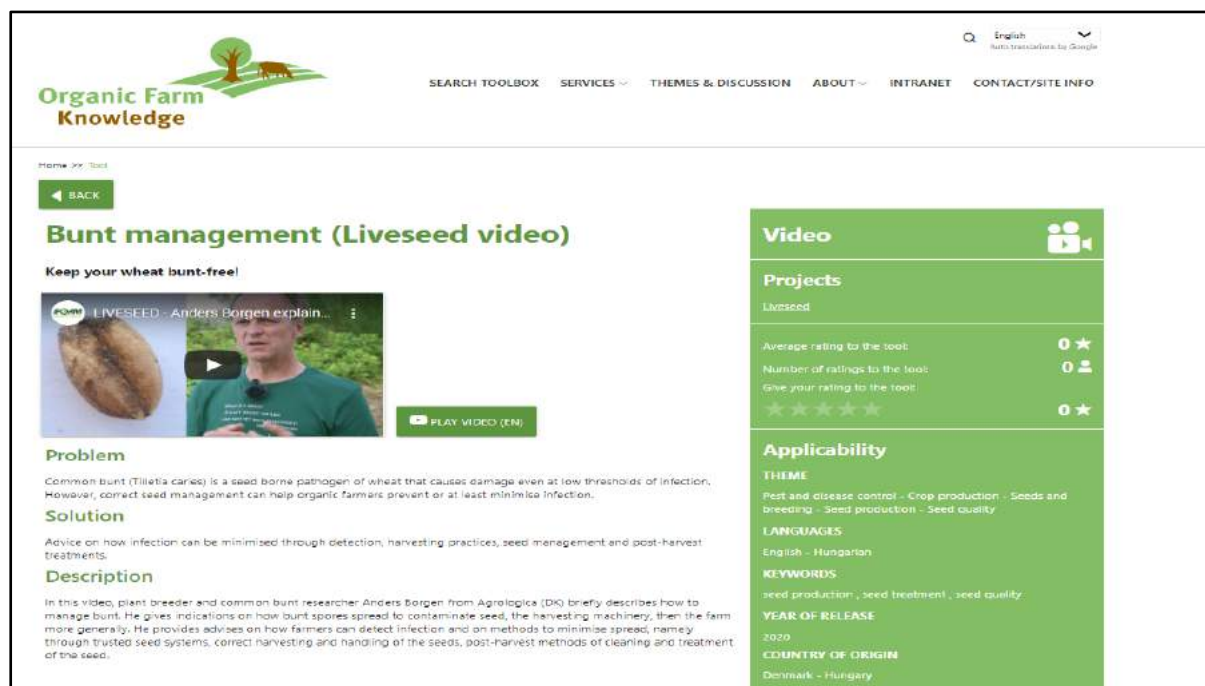 English
Auto translations by Google
SEARCH TOOLBOX SERVICES THEMES & DISCUSSION ABOUT INTRANET CONTACT/SITE INFO
Organic Farm
Knowledge
Home >> Tool
BACK
Bunt management (Liveseed video)
Keep your wheat bunt-free!
LIVESEED - Anders Borgen explain...
PLAY VIDEO (EN)
Problem
Common bunt (Tilletia caries) is a seed borne pathogen of wheat that causes damage even at low thresholds of infection.
However, correct seed management can help organic farmers prevent or at least minimise infection.
Solution
Advice on how infection can be minimised through detection, harvesting practices, seed management and post-harvest
treatments.
Description
In this video, plant breeder and common bunt researcher Anders Borgen from Agrologica (DK) briefly describes how to
manage bunt. He gives indications on how bunt spores spread to contaminate seed, the harvesting machinery, then the farm
more generally. He provides advises on how farmers can detect infection and on methods to minimise spread, namely
through trusted seed systems, correct harvesting and handling of the seeds, post-harvest methods of cleaning and treatment
of the seed.
Video
Projects
Liveseed
Average rating to the tool: 0
Number of ratings to the tool: 0
Give your rating to the tool:
0
Applicability
THEME
Pest and disease control - Crop production - Seeds and
breeding - Seed production - Seed quality
LANGUAGES
English - Hungarian
KEYWORDS
seed production , seed treatment , seed quality
YEAR OF RELEASE
2020
COUNTRY OF ORIGIN
Denmark - Hungary